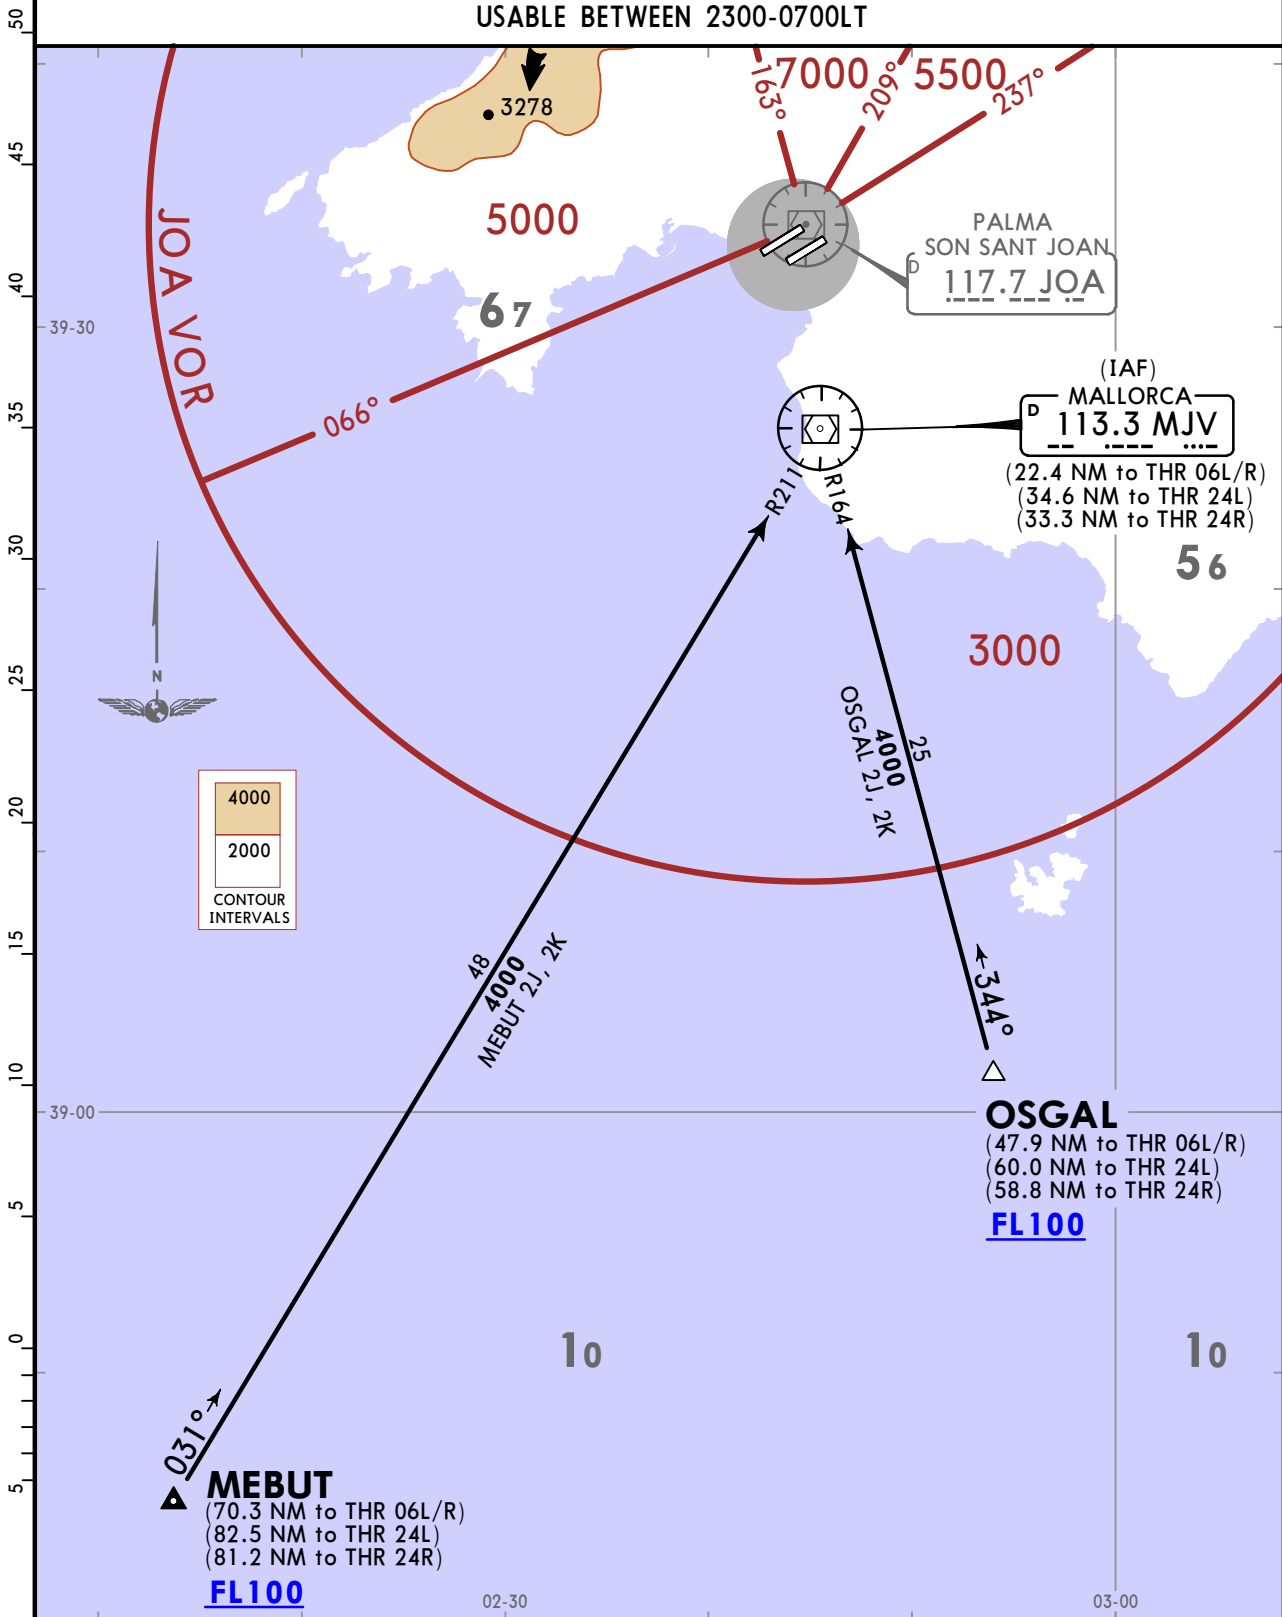 USABLE BETWEEN 2300-0700LT
50
45
40
35
30
25
20
15
10
5
0
5
3278
163°
7000
209°
5500
237°
JOA VOR
5000
67
066°
39-30
PALMA
SON SANT JOAN
D
117.7 JOA
(IAF)
MALLORCA
D
113.3 MJV
(22.4 NM to THR 06L/R)
(34.6 NM to THR 24L)
(33.3 NM to THR 24R)
R211
R164
56
3000
N
4000
2000
CONTOUR
INTERVALS
25
4000
OSGAL 2J, 2K
48
4000
MEBUT 2J, 2K
344°
39-00
OSGAL
(47.9 NM to THR 06L/R)
(60.0 NM to THR 24L)
(58.8 NM to THR 24R)
FL100
10
10
031°
MEBUT
(70.3 NM to THR 06L/R)
(82.5 NM to THR 24L)
(81.2 NM to THR 24R)
FL100
02-30
03-00